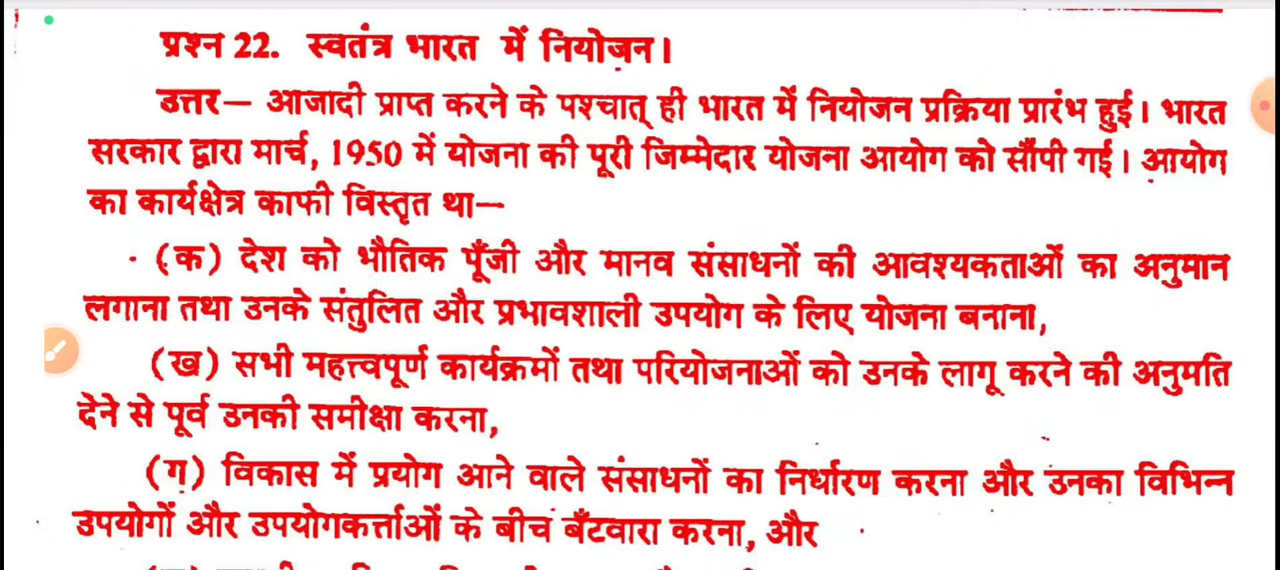 प्रश्न 22. स्वतंत्र भारत में नियोजन।
उत्तर— आजादी प्राप्त करने के पश्चात् ही भारत में नियोजन प्रक्रिया प्रारंभ हुई। भारत
सरकार द्वारा मार्च, 1950 में योजना की पूरी जिम्मेदार योजना आयोग को सौंपी गई। आयोग
का कार्यक्षेत्र काफी विस्तृत था—
(क) देश को भौतिक पूँजी और मानव संसाधनों की आवश्यकताओं का अनुमान
लगाना तथा उनके संतुलित और प्रभावशाली उपयोग के लिए योजना बनाना,
(ख) सभी महत्त्वपूर्ण कार्यक्रमों तथा परियोजनाओं को उनके लागू करने की अनुमति
देने से पूर्व उनकी समीक्षा करना,
(ग) विकास में प्रयोग आने वाले संसाधनों का निर्धारण करना और उनका विभिन्न
उपयोगों और उपयोगकर्त्ताओं के बीच बँटवारा करना, और